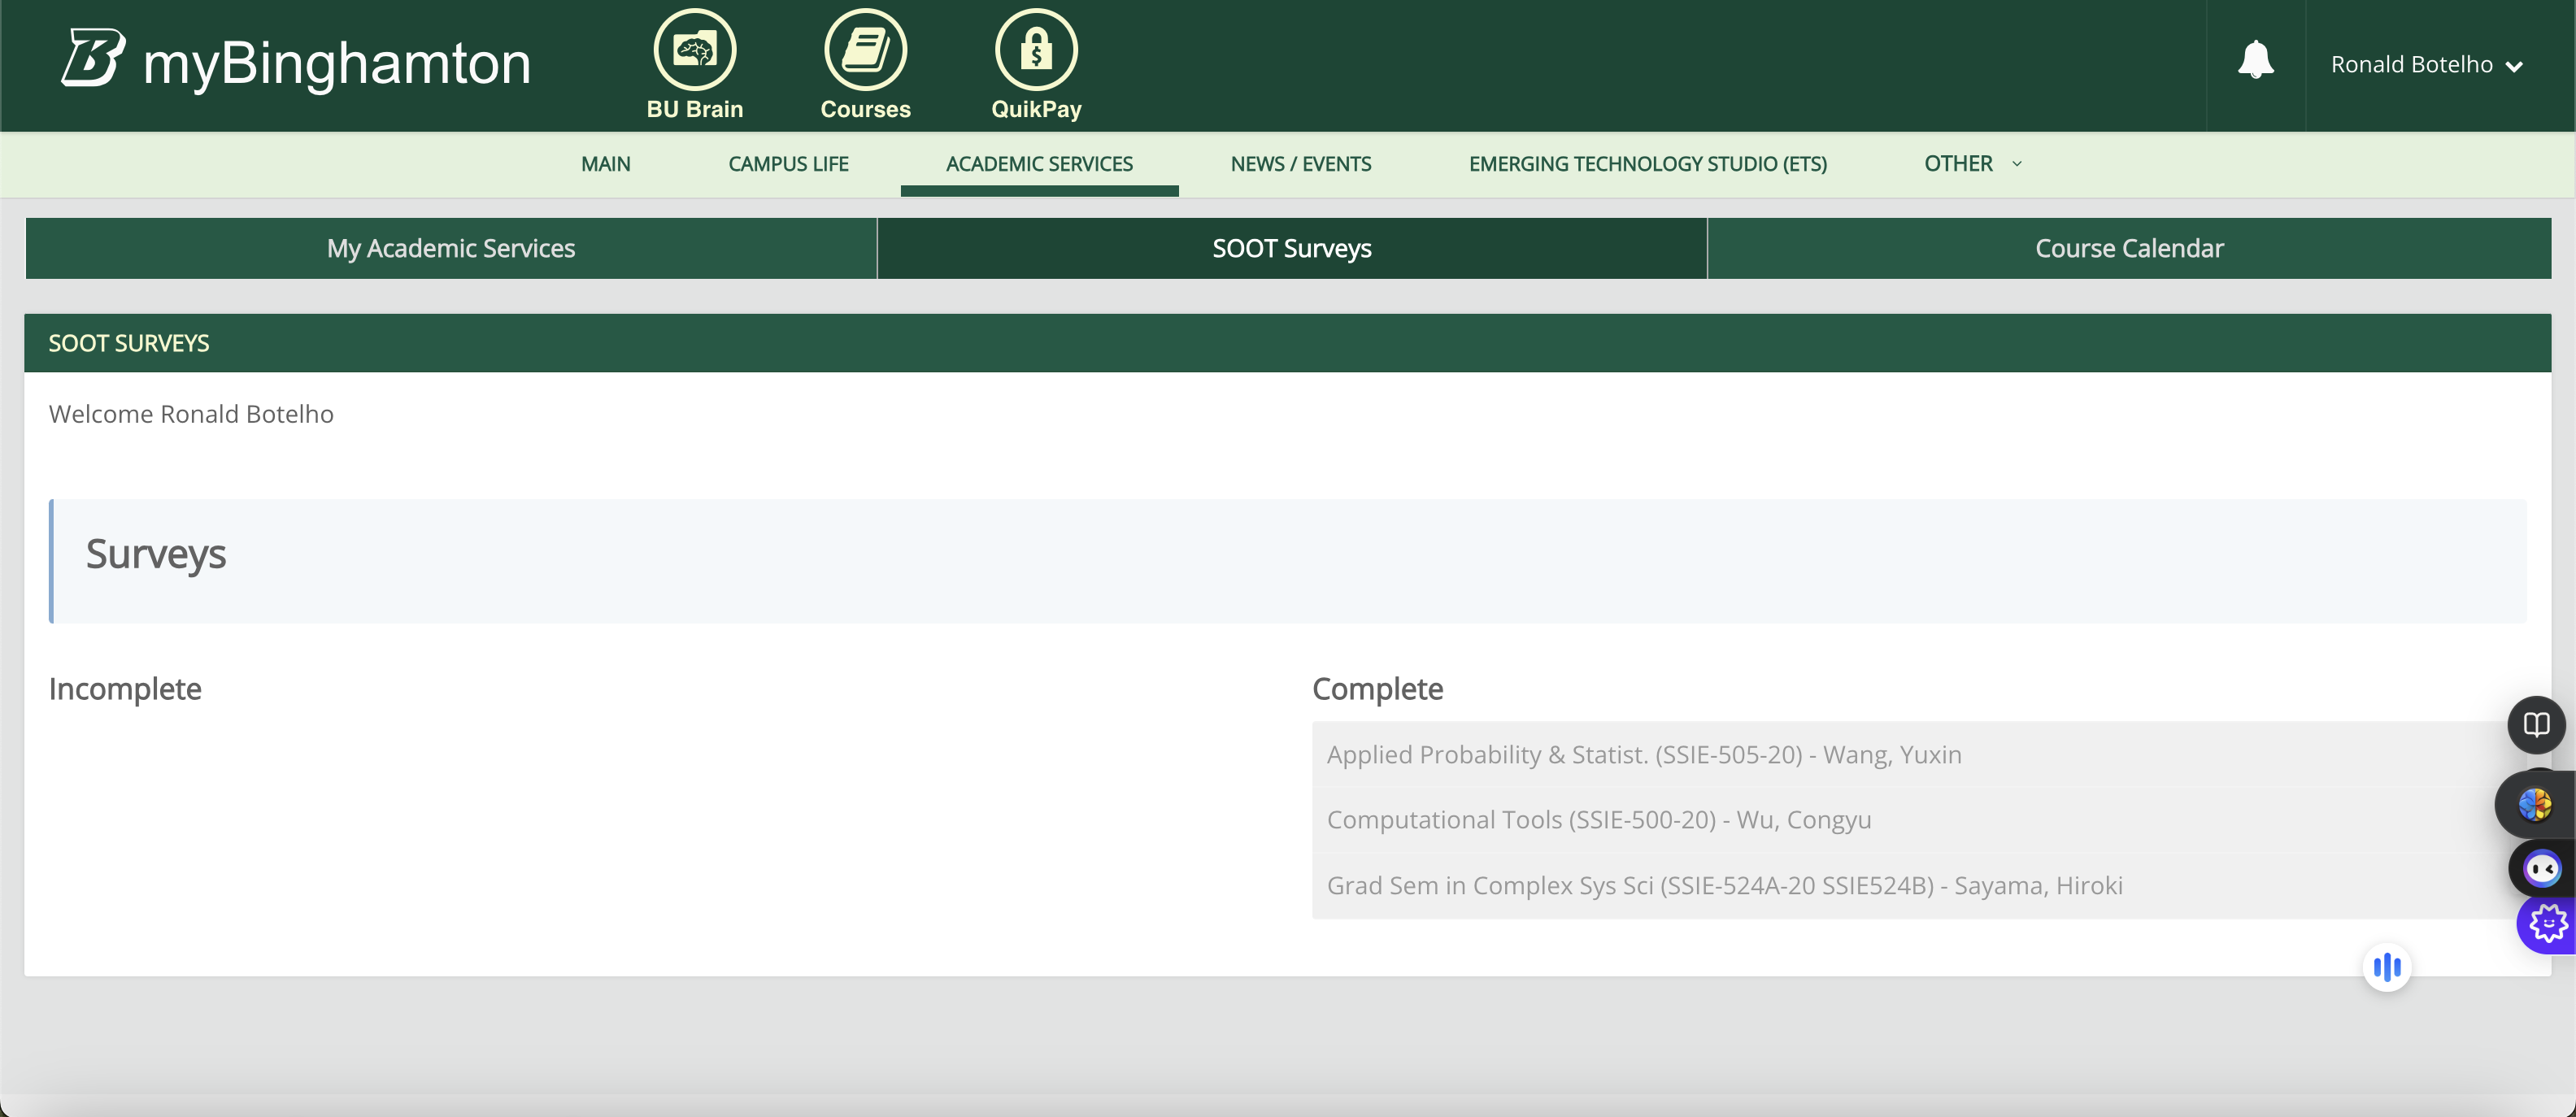 B myBinghamton
BU Brain
Courses
QuikPay
$
Ronald Botelho
MAIN
CAMPUS LIFE
ACADEMIC SERVICES
NEWS / EVENTS
EMERGING TECHNOLOGY STUDIO (ETS)
OTHER
My Academic Services
SOOT Surveys
Course Calendar
SOOT SURVEYS
Welcome Ronald Botelho
Surveys
Incomplete
Complete
Applied Probability & Statist. (SSIE-505-20) - Wang, Yuxin
Computational Tools (SSIE-500-20) - Wu, Congyu
Grad Sem in Complex Sys Sci (SSIE-524A-20 SSIE524B) - Sayama, Hiroki